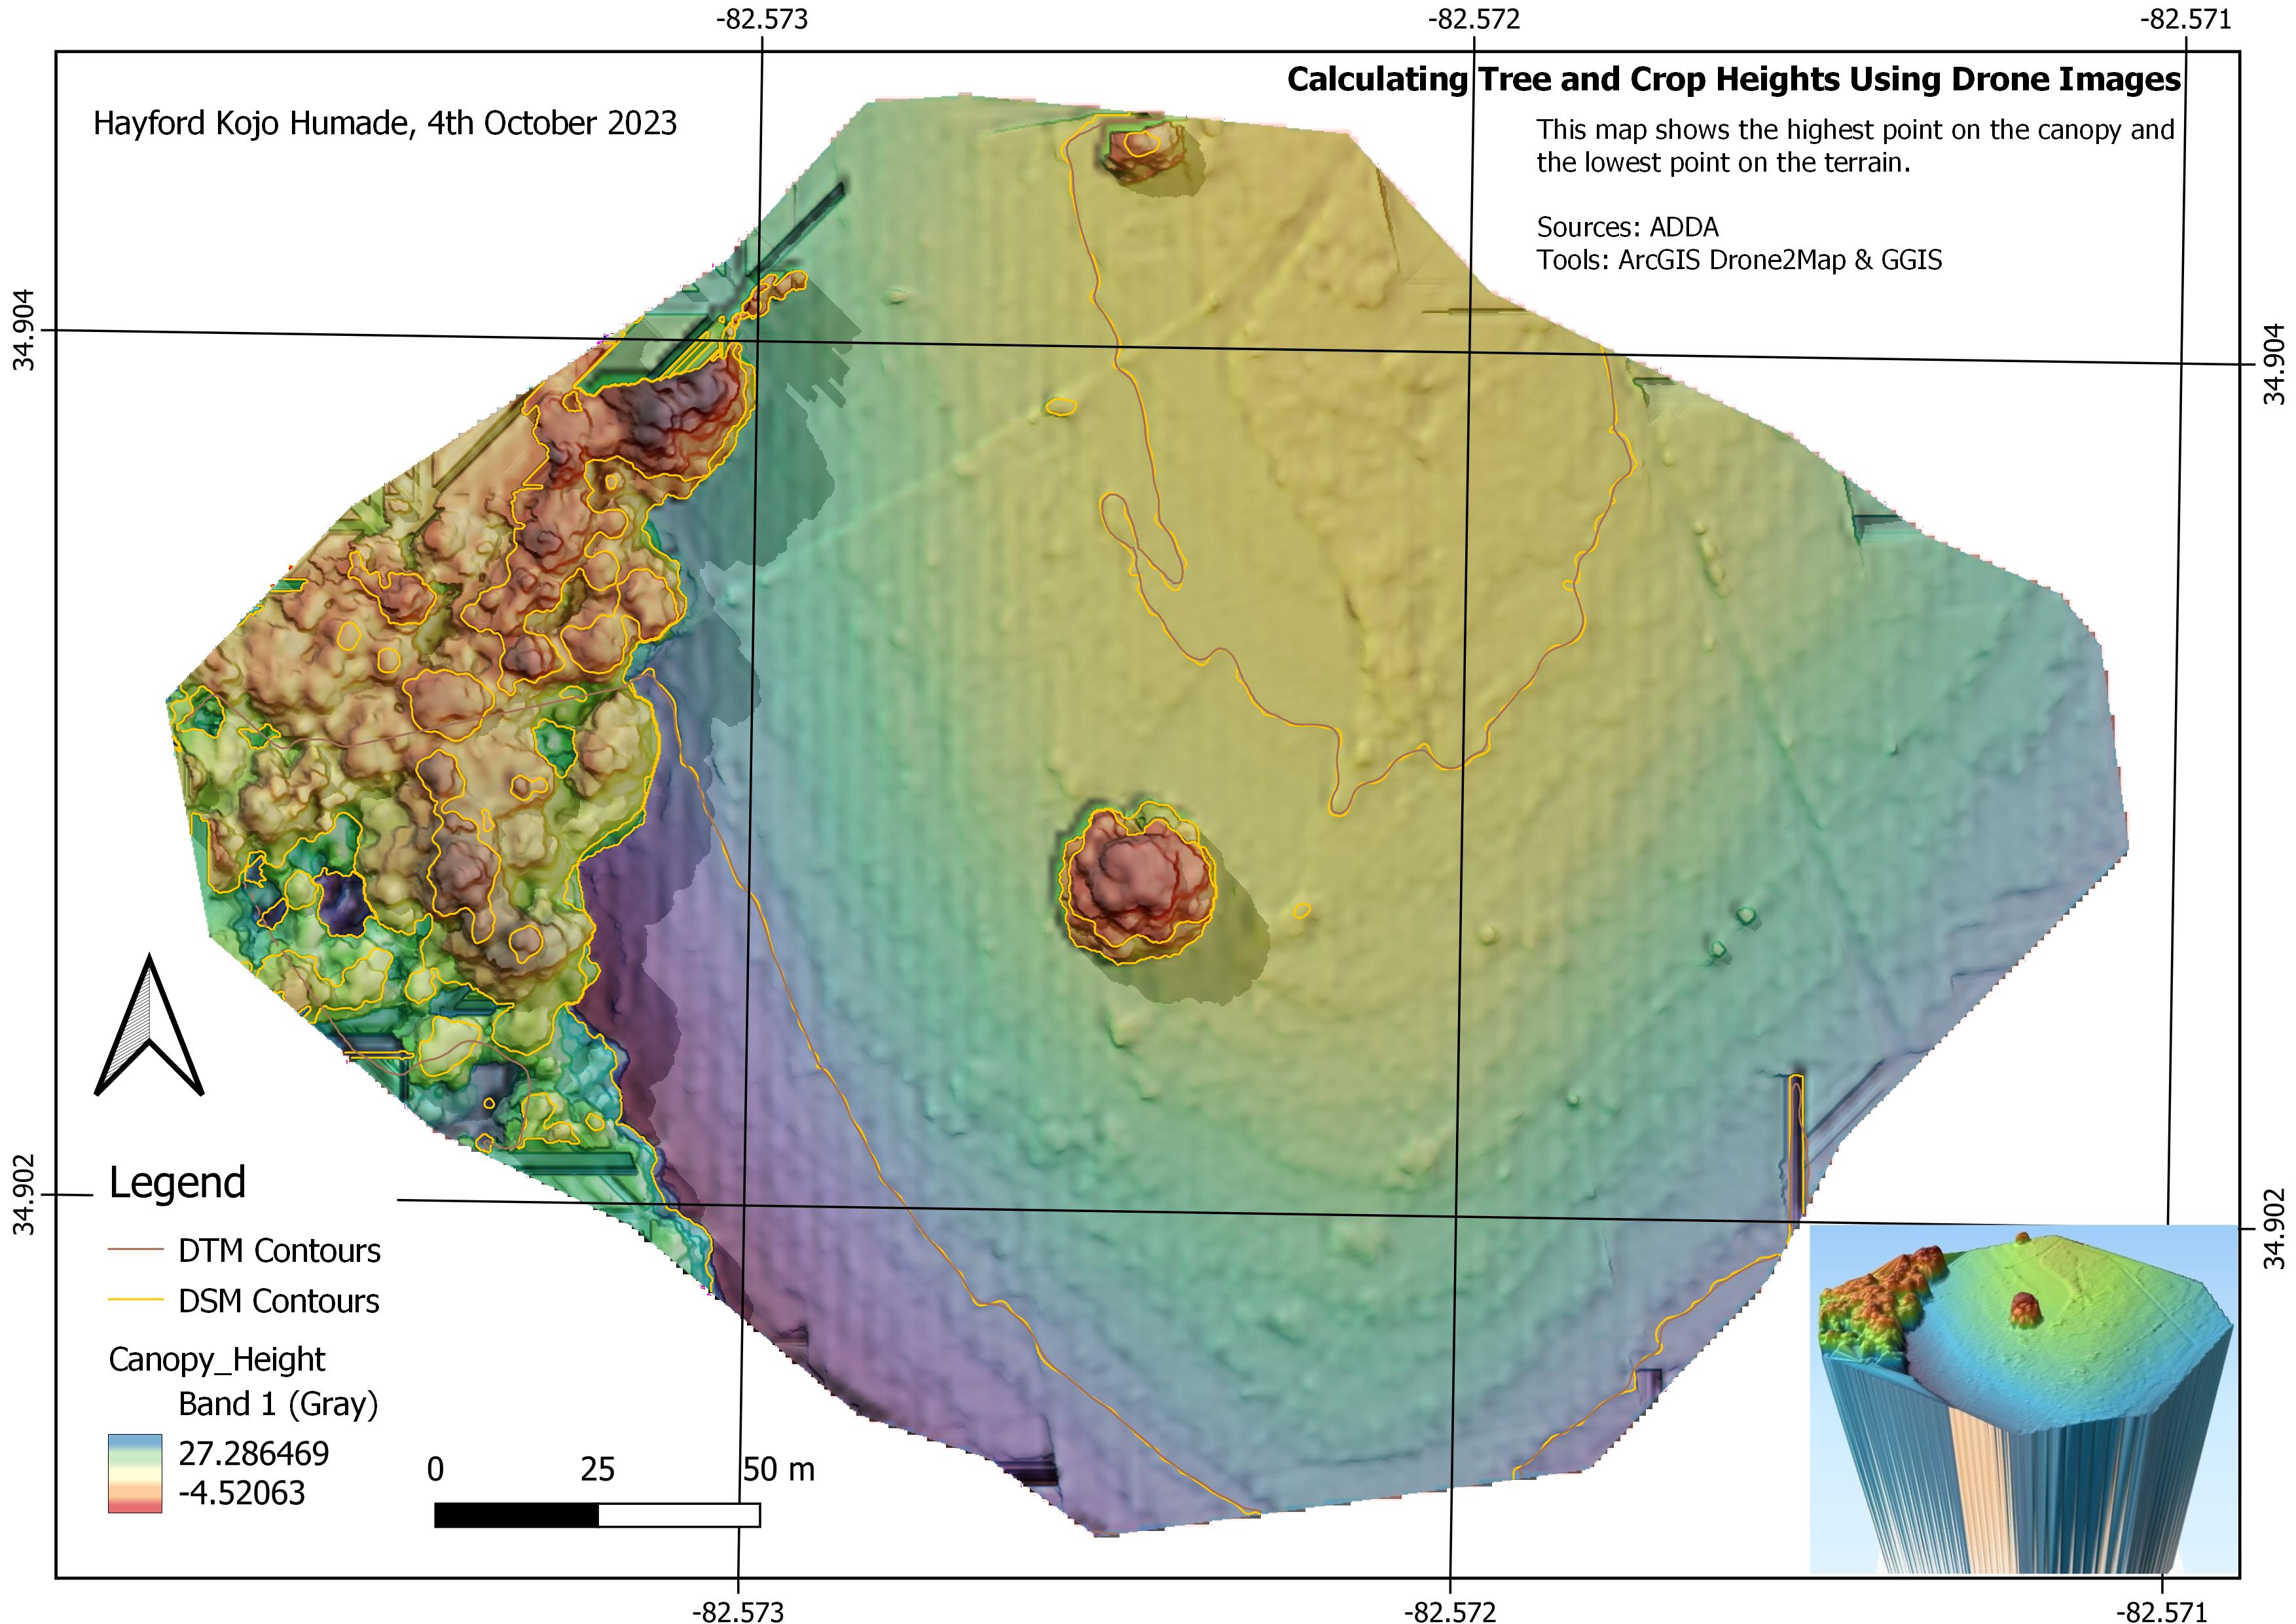 -82.573
-82.572
-82.571
Calculating Tree and Crop Heights Using Drone Images
Hayford Kojo Humade, 4th October 2023
This map shows the highest point on the canopy and
the lowest point on the terrain.
Sources: ADDA
Tools: ArcGIS Drone2Map & GGIS
34.904
34.904
34.902
34.902
Legend
DTM Contours
DSM Contours
Canopy_Height
Band 1 (Gray)
27.286469
-4.52063
0 25 50 m
-82.573
-82.572
-82.571